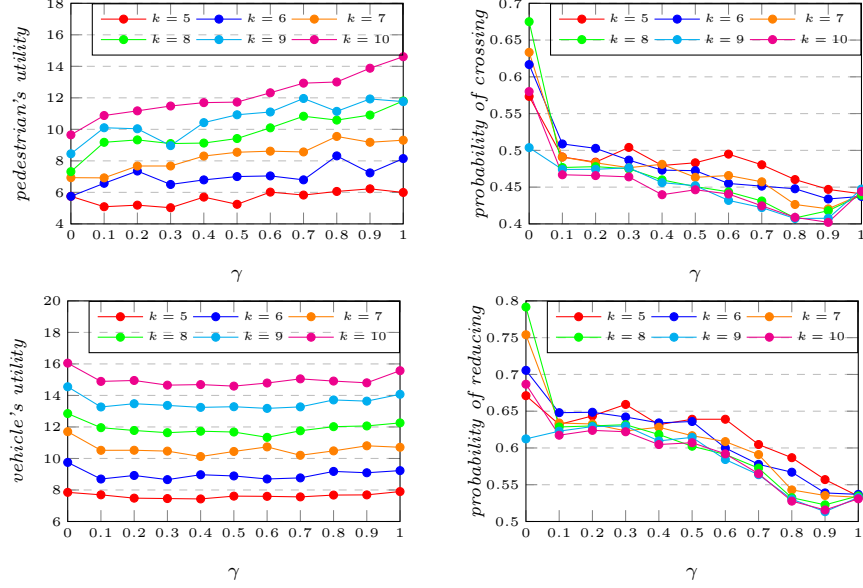 18
16
14
12
10
8
6
4
pedestrian's utility
k = 5 k = 6 k = 7
k = 8 k = 9 k = 10
0 0.1 0.2 0.3 0.4 0.5 0.6 0.7 0.8 0.9 1
γ
0.7
0.65
0.6
0.55
0.5
0.45
0.4
probability of crossing
k = 5 k = 6 k = 7
k = 8 k = 9 k = 10
0 0.1 0.2 0.3 0.4 0.5 0.6 0.7 0.8 0.9 1
γ
20
18
16
14
12
10
8
6
vehicle's utility
k = 5 k = 6 k = 7
k = 8 k = 9 k = 10
0 0.1 0.2 0.3 0.4 0.5 0.6 0.7 0.8 0.9 1
γ
0.8
0.75
0.7
0.65
0.6
0.55
0.5
probability of reducing
k = 5 k = 6 k = 7
k = 8 k = 9 k = 10
0 0.1 0.2 0.3 0.4 0.5 0.6 0.7 0.8 0.9 1
γ